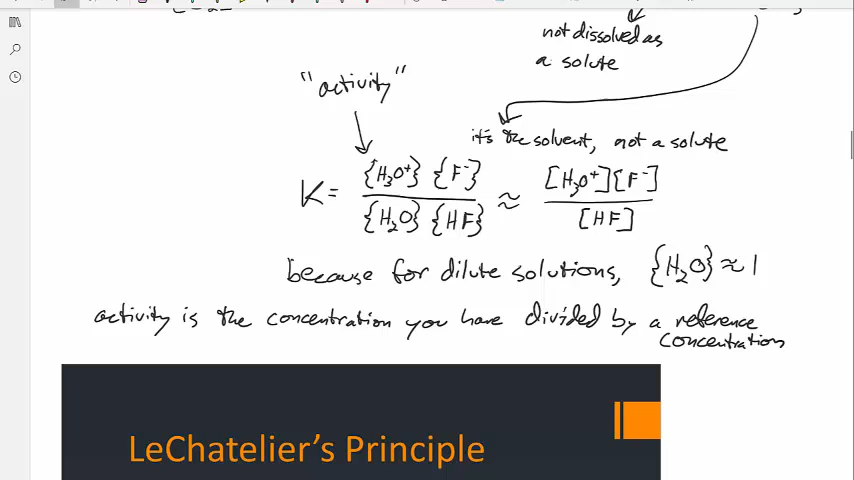 not dissolved as
a solute
"activity"
it's the solvent, not a solute
K = {H₃O⁺} {F⁻} / {H₂O} {HF} ≈ [H₃O⁺][F⁻] / [HF]
because for dilute solutions, {H₂O} ≈ 1
activity is the concentration you have divided by a reference
concentration
LeChatelier's Principle